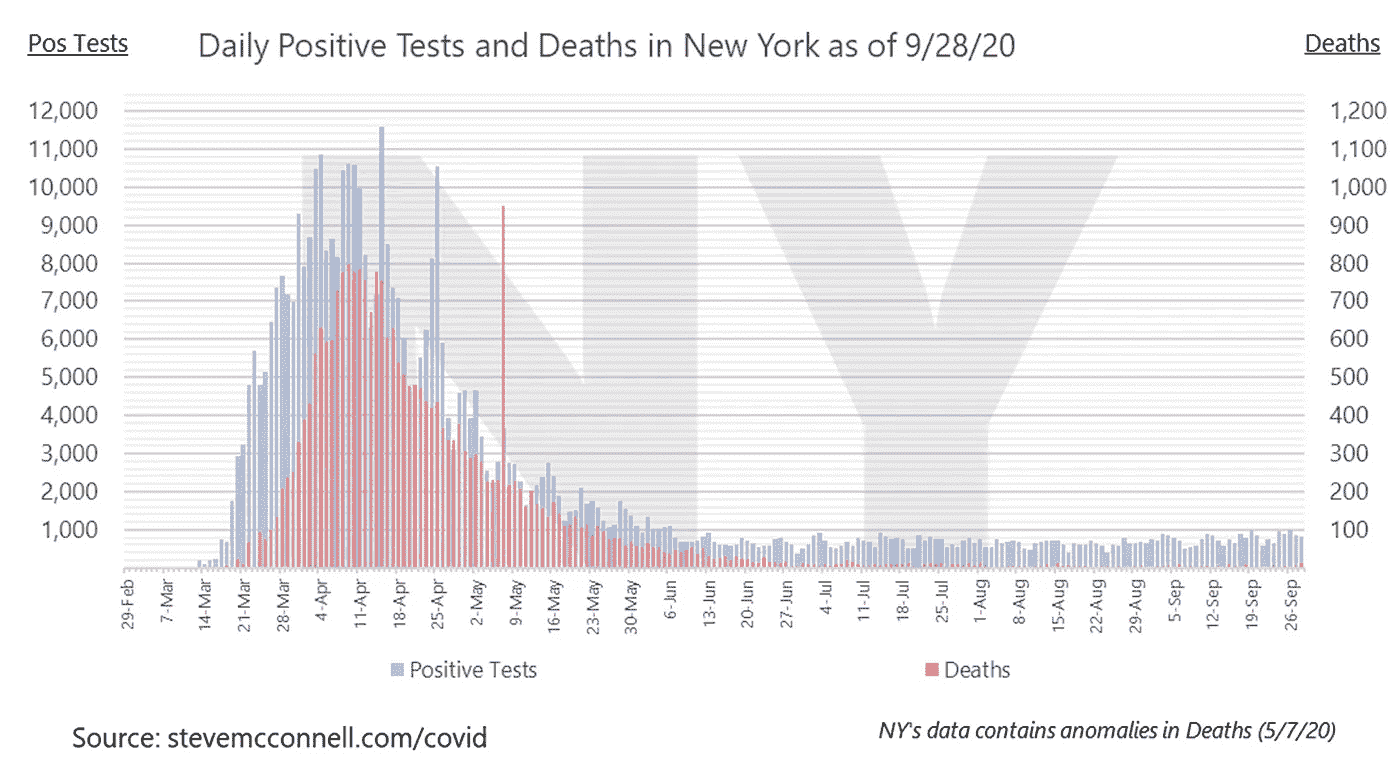 Pos Tests
Daily Positive Tests and Deaths in New York as of 9/28/20
Deaths
12,000
11,000
10,000
9,000
8,000
7,000
6,000
5,000
4,000
3,000
2,000
1,000
1,200
1,100
1,000
900
800
700
600
500
400
300
200
100
NY
29-Feb
7-Mar
14-Mar
21-Mar
28-Mar
4-Apr
11-Apr
18-Apr
25-Apr
2-May
9-May
16-May
23-May
30-May
6-Jun
13-Jun
20-Jun
27-Jun
4-Jul
11-Jul
18-Jul
25-Jul
1-Aug
8-Aug
15-Aug
22-Aug
29-Aug
5-Sep
12-Sep
19-Sep
26-Sep
Positive Tests
Deaths
Source: stevemcconnell.com/covid
NY's data contains anomalies in Deaths (5/7/20)